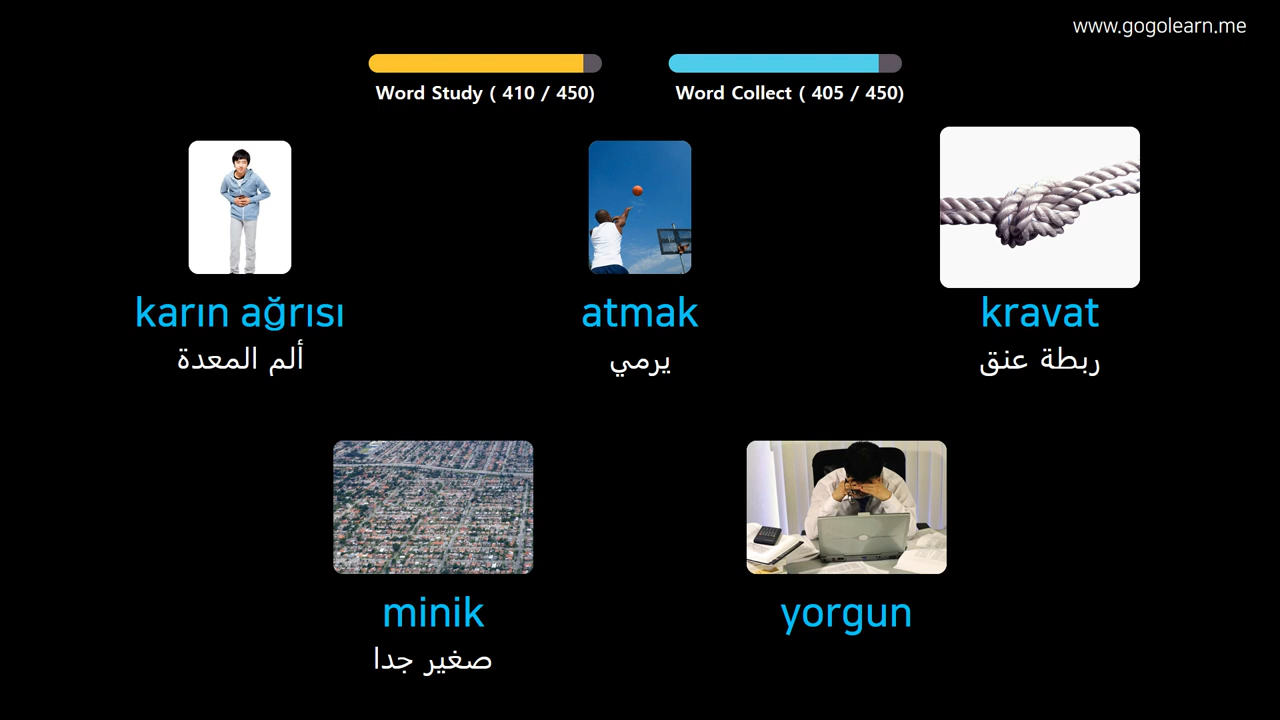 www.gogolearn.me
Word Study ( 410 / 450)
Word Collect ( 405 / 450)
karın ağrısı
ألم المعدة
atmak
يرمي
kravat
ربطة عنق
minik
صغير جدا
yorgun